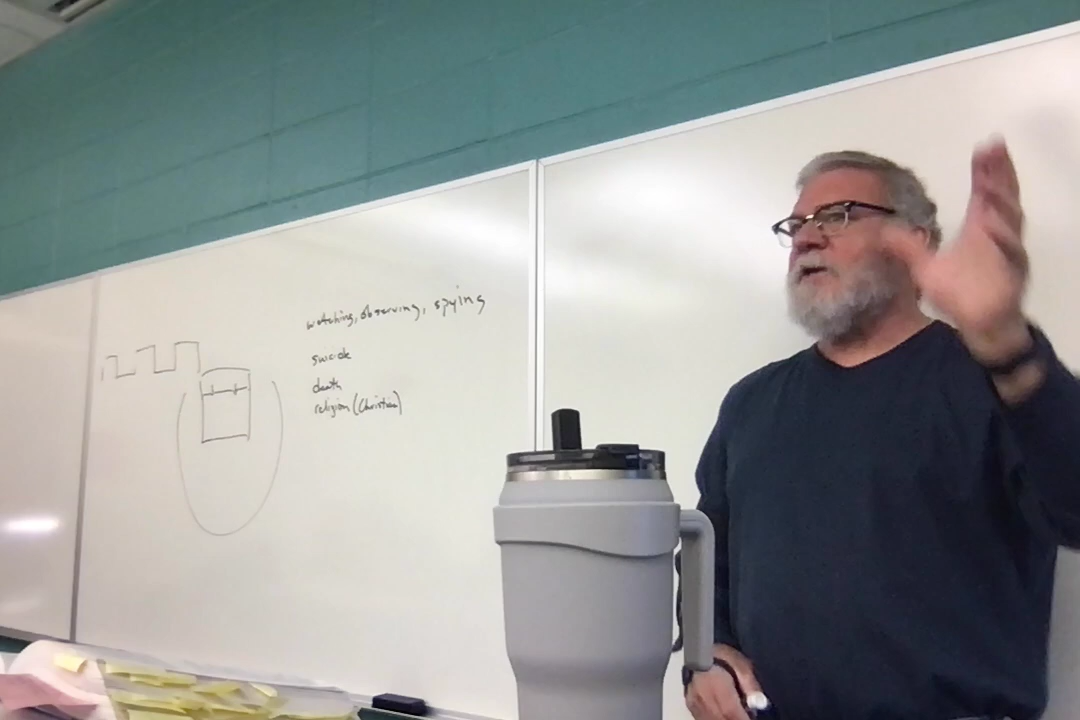 watching, observing, spying
suicide
death
religion (Christian)